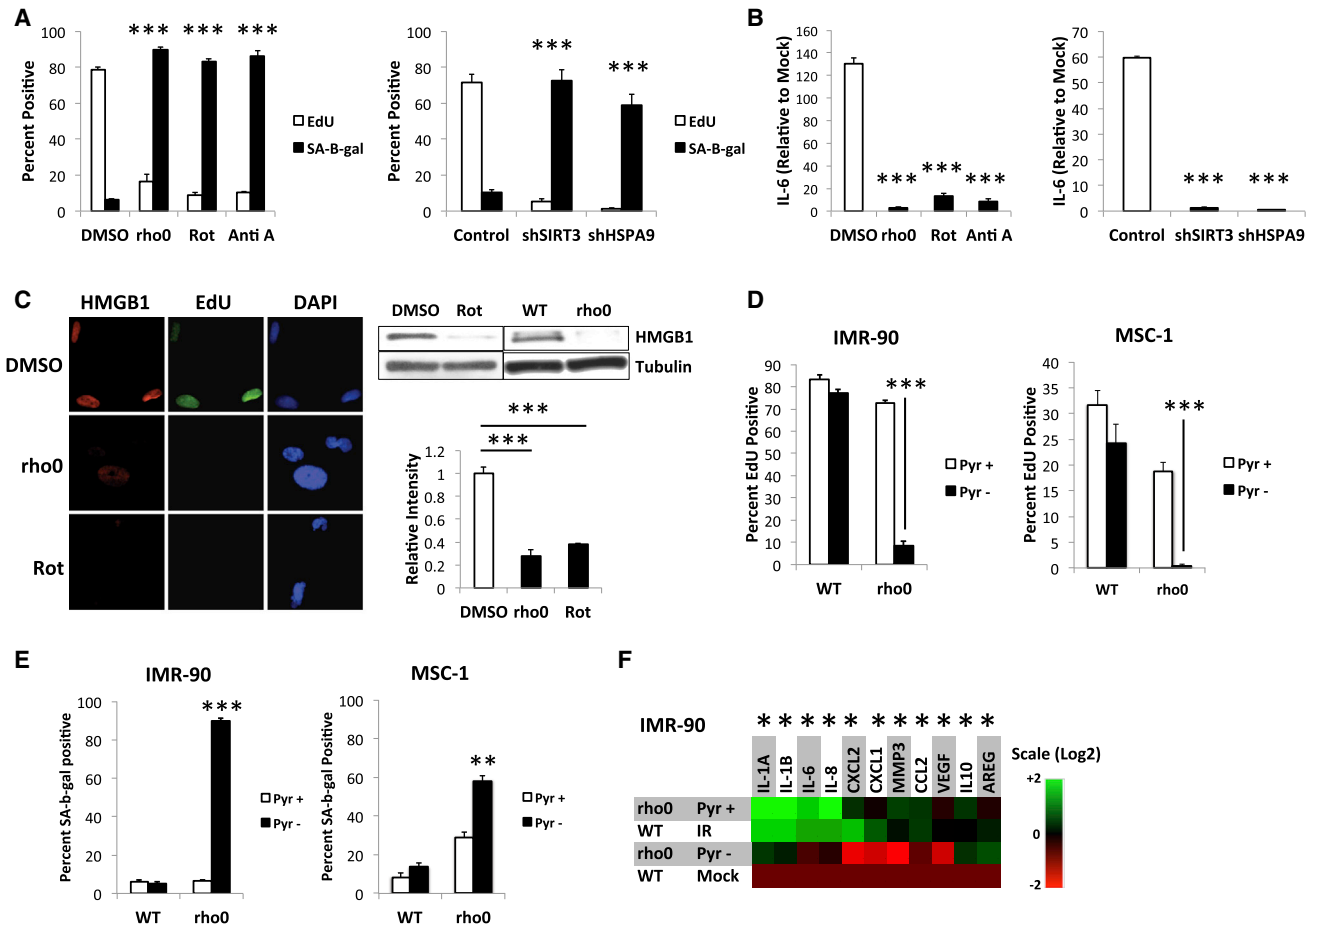 A
*** *** ***
Percent Positive
100
80
60
40
20
0
DMSO rho0 Rot Anti A
EdU
SA-B-gal
***
***
Percent Positive
100
80
60
40
20
0
Control shSIRT3 shHSPA9
EdU
SA-B-gal
B
IL-6 (Relative to Mock)
160
140
120
100
80
60
40
20
0
*** *** ***
DMSO rho0 Rot Anti A
IL-6 (Relative to Mock)
70
60
50
40
30
20
10
0
*** ***
Control shSIRT3 shHSPA9
C
HMGB1 EdU DAPI
DMSO
rho0
Rot
DMSO Rot WT rho0
HMGB1
Tubulin
***
***
Relative Intensity
1.2
1
0.8
0.6
0.4
0.2
0
DMSO rho0 Rot
D
IMR-90
Percent EdU Positive
90
80
70
60
50
40
30
20
10
0
***
WT rho0
Pyr +
Pyr -
MSC-1
Percent EdU Positive
40
35
30
25
20
15
10
5
0
***
WT rho0
Pyr +
Pyr -
E
IMR-90
Percent SA-b-gal positive
100
80
60
40
20
0
***
WT rho0
Pyr +
Pyr -
MSC-1
Percent SA-b-gal Positive
100
80
60
40
20
0
**
WT rho0
Pyr +
Pyr -
F
IMR-90
* * * * * * * * * * *
IL-1A IL-1B IL-6 IL-8 CXCL2 CXCL1 MMP3 CCL2 VEGF IL10 AREG
rho0 Pyr +
WT IR
rho0 Pyr -
WT Mock
Scale (Log2)
+2
0
-2